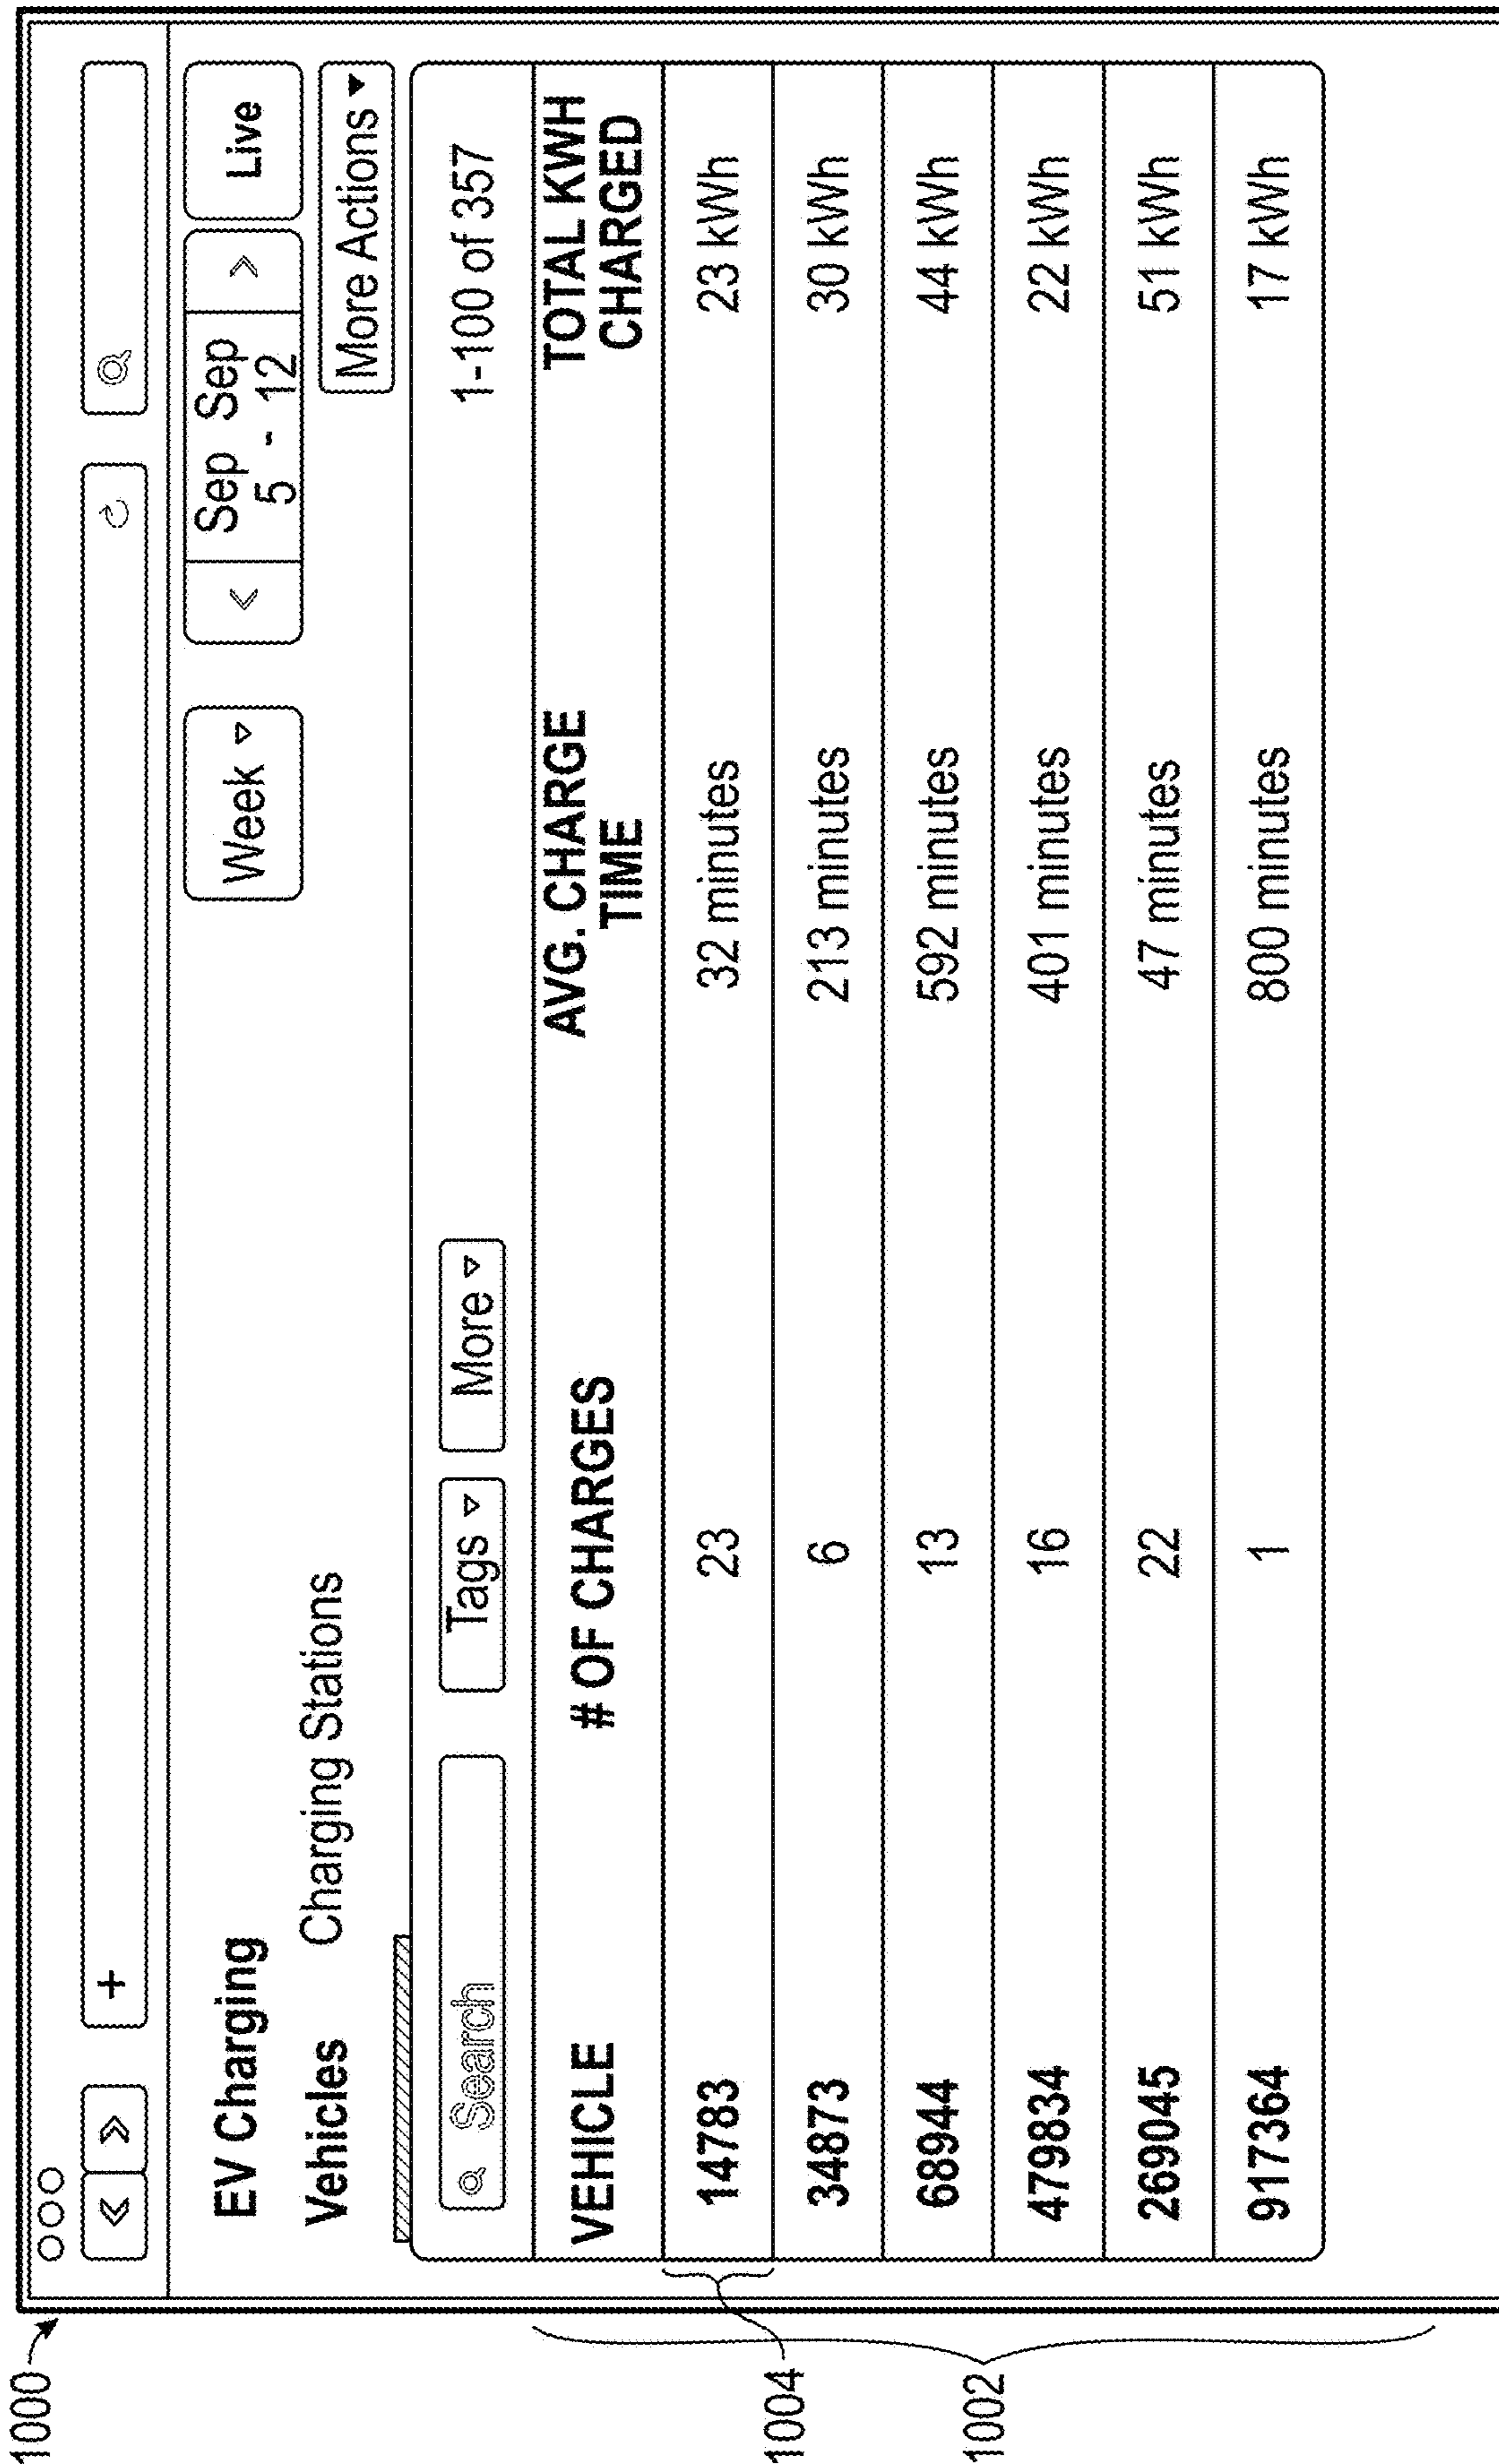 1000
+
EV Charging
Week
Sep Sep
5 - 12
Live
Vehicles Charging Stations
More Actions
Search
Tags
More
1-100 of 357
VEHICLE # OF CHARGES AVG. CHARGE TIME TOTAL KWH CHARGED
1004
14783 23 32 minutes 23 kWh
34873 6 213 minutes 30 kWh
1002
68944 13 592 minutes 44 kWh
479834 16 401 minutes 22 kWh
269045 22 47 minutes 51 kWh
917364 1 800 minutes 17 kWh